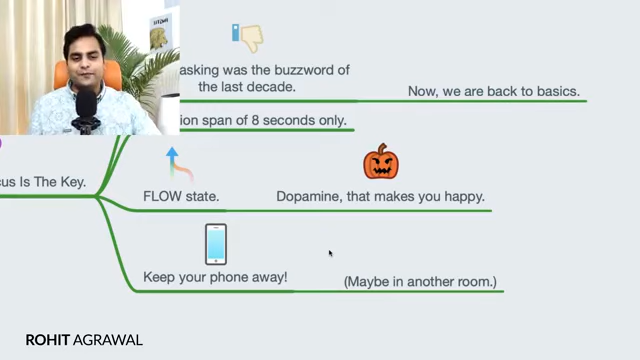 asking was the buzzword of
the last decade.
Now, we are back to basics.
ion span of 8 seconds only.
cus Is The Key.
FLOW state.
Dopamine, that makes you happy.
Keep your phone away!
(Maybe in another room.)
ROHIT AGRAWAL